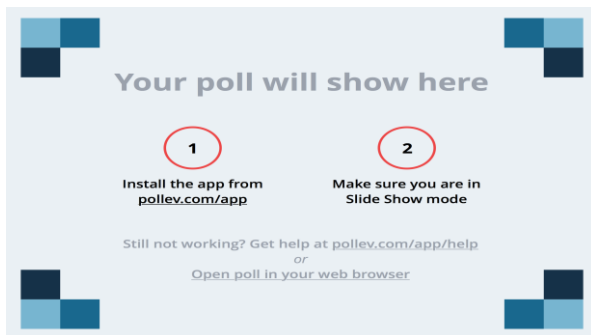 Your poll will show here
1
2
Install the app from
pollev.com/app
Make sure you are in
Slide Show mode
Still not working? Get help at pollev.com/app/help
or
Open poll in your web browser